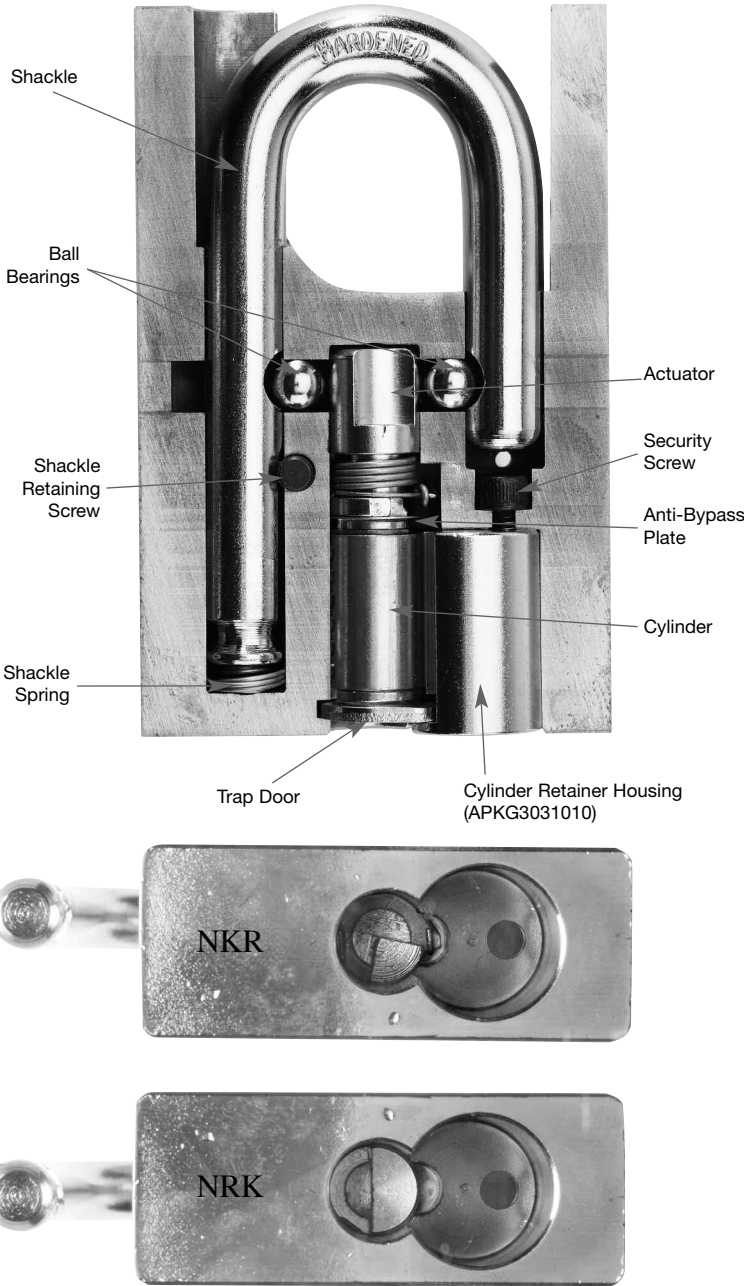 HARDENED
Shackle
Ball
Bearings
Actuator
Security
Screw
Shackle
Retaining
Screw
Anti-Bypass
Plate
Cylinder
Shackle
Spring
Trap Door
Cylinder Retainer Housing
(APKG3031010)
NKR
NRK